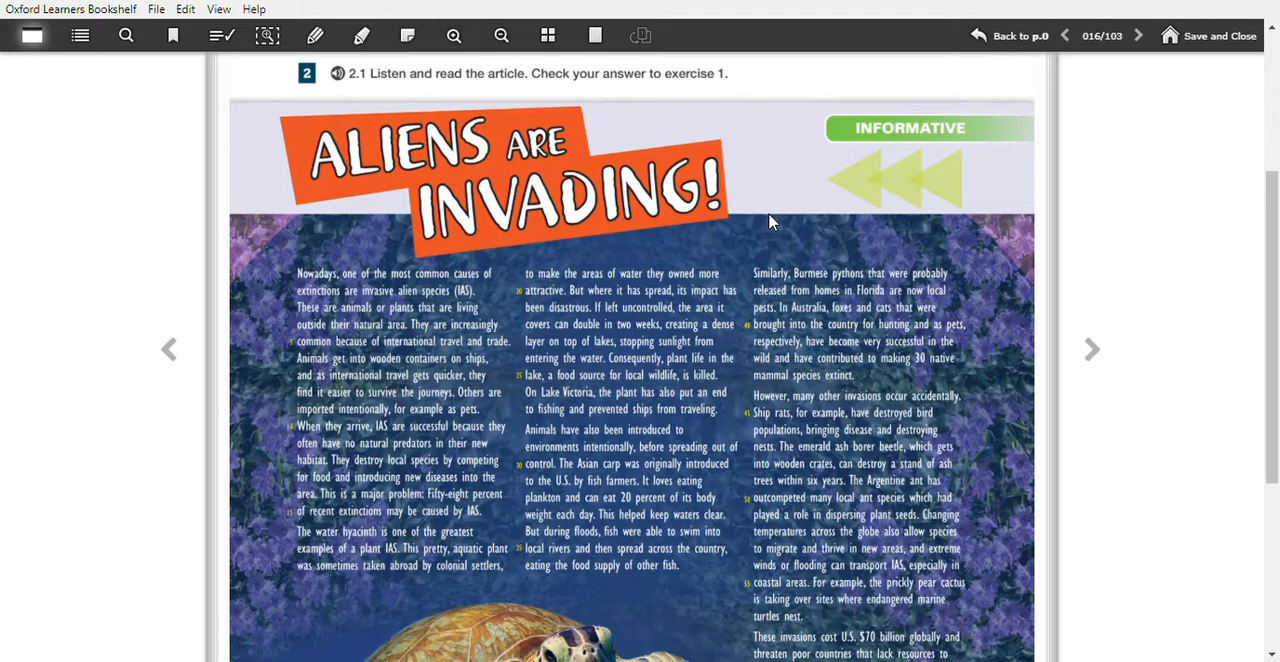 Oxford Learners Bookshelf File Edit View Help
Back to p.0 016/103 Save and Close
2 2.1 Listen and read the article. Check your answer to exercise 1.
ALIENS ARE
INVADING!
INFORMATIVE
Nowadays, one of the most common causes of
extinctions are invasive alien species (IAS).
These are animals or plants that are living
outside their natural area. They are increasingly
5 common because of international travel and trade.
Animals get into wooden containers on ships,
and as international travel gets quicker, they
find it easier to survive the journeys. Others are
imported intentionally, for example as pets.
10 When they arrive, IAS are successful because they
often have no natural predators in their new
habitat. They destroy local species by competing
for food and introducing new diseases into the
area. This is a major problem: Fifty-eight percent
15 of recent extinctions may be caused by IAS.
The water hyacinth is one of the greatest
examples of a plant IAS. This pretty, aquatic plant
was sometimes taken abroad by colonial settlers,
to make the areas of water they owned more
20 attractive. But where it has spread, its impact has
been disastrous. If left uncontrolled, the area it
covers can double in two weeks, creating a dense
layer on top of lakes, stopping sunlight from
entering the water. Consequently, plant life in the
25 lake, a food source for local wildlife, is killed.
On Lake Victoria, the plant has also put an end
to fishing and prevented ships from traveling.
Animals have also been introduced to
environments intentionally, before spreading out of
30 control. The Asian carp was originally introduced
to the U.S. by fish farmers. It loves eating
plankton and can eat 20 percent of its body
weight each day. This helped keep waters clear.
But during floods, fish were able to swim into
35 local rivers and then spread across the country,
eating the food supply of other fish.
Similarly, Burmese pythons that were probably
released from homes in Florida are now local
pests. In Australia, foxes and cats that were
40 brought into the country for hunting and as pets,
respectively, have become very successful in the
wild and have contributed to making 30 native
mammal species extinct.
However, many other invasions occur accidentally.
45 Ship rats, for example, have destroyed bird
populations, bringing disease and destroying
nests. The emerald ash borer beetle, which gets
into wooden crates, can destroy a stand of ash
trees within six years. The Argentine ant has
50 outcompeted many local ant species which had
played a role in dispersing plant seeds. Changing
temperatures across the globe also allow species
to migrate and thrive in new areas, and extreme
winds or flooding can transport IAS, especially in
55 coastal areas. For example, the prickly pear cactus
is taking over sites where endangered marine
turtles nest.
These invasions cost U.S. $70 billion globally and
threaten poor countries that lack resources to